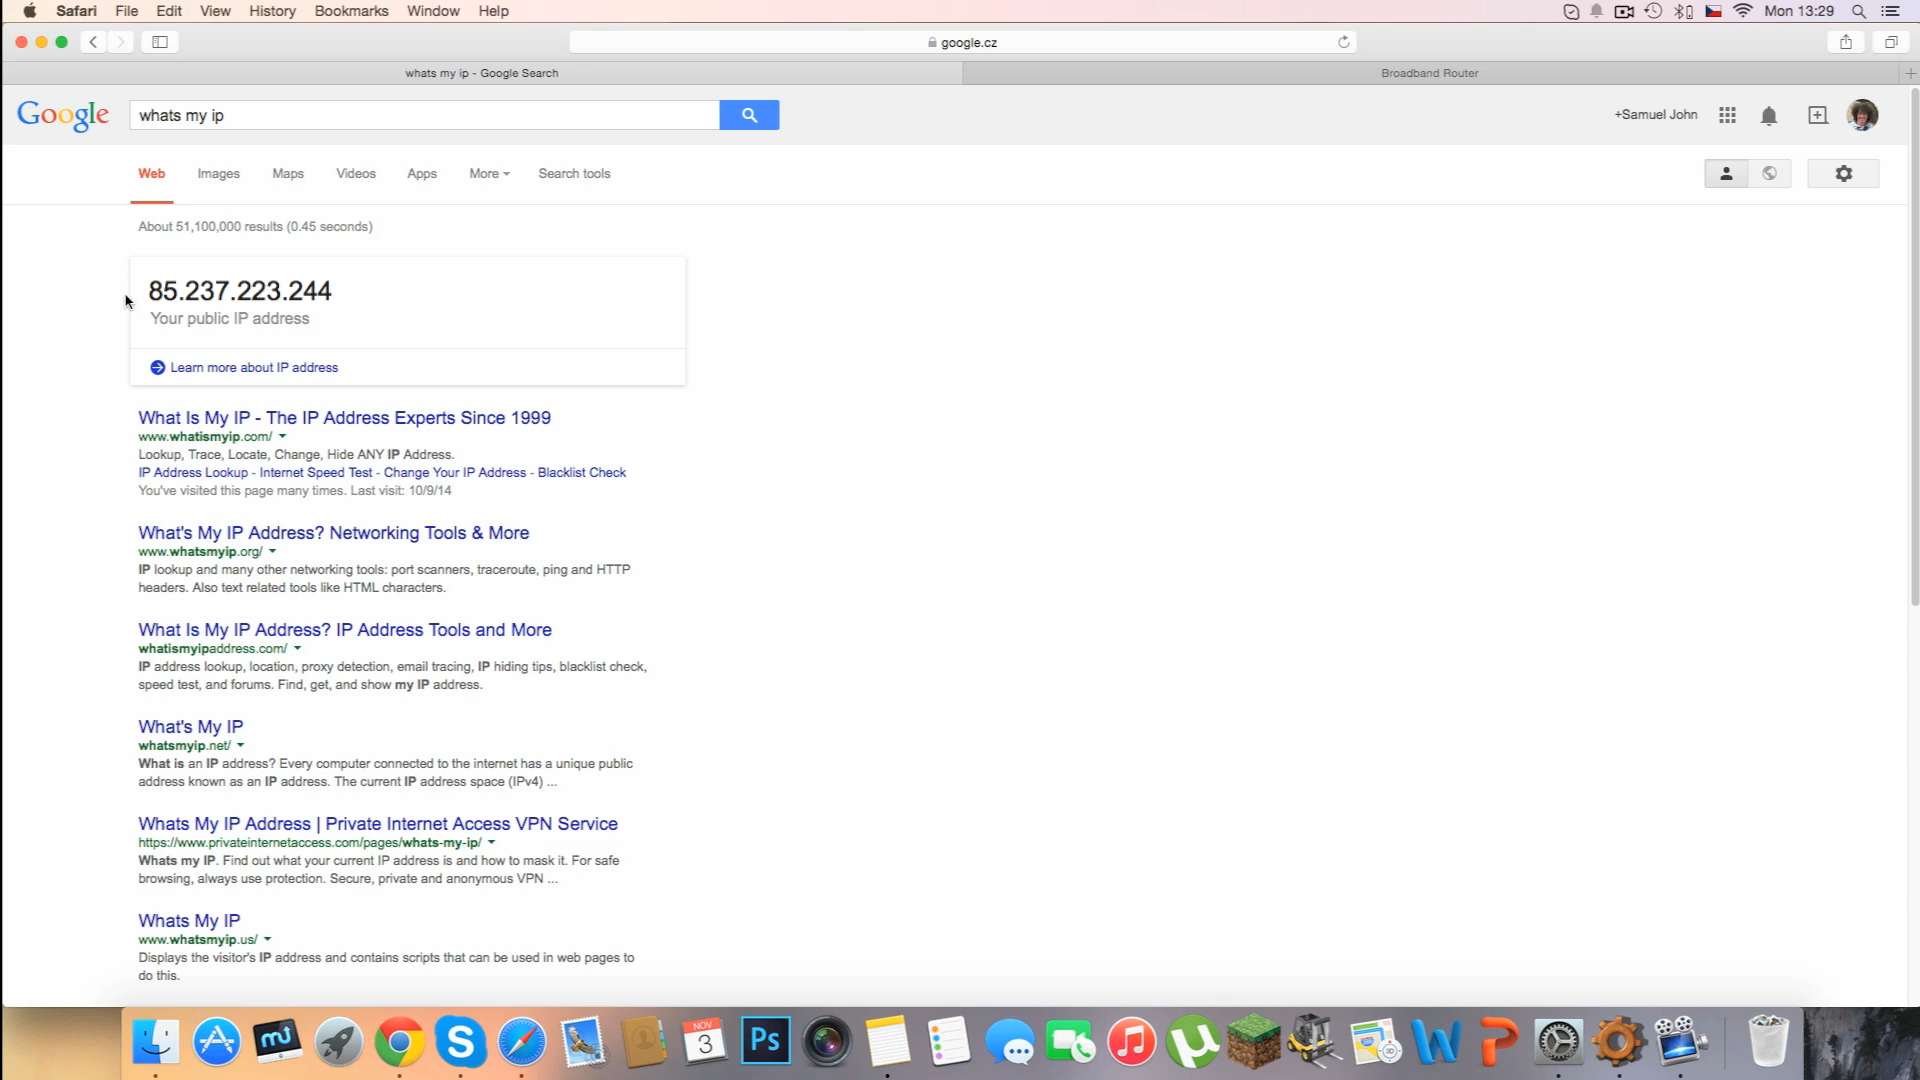 Safari File Edit View History Bookmarks Window Help Mon 13:29
google.cz
whats my ip - Google Search Broadband Router
Google whats my ip +Samuel John
Web Images Maps Videos Apps More Search tools
About 51,100,000 results (0.45 seconds)
85.237.223.244
Your public IP address
Learn more about IP address
What Is My IP - The IP Address Experts Since 1999
www.whatismyip.com/
Lookup, Trace, Locate, Change, Hide ANY IP Address.
IP Address Lookup - Internet Speed Test - Change Your IP Address - Blacklist Check
You've visited this page many times. Last visit: 10/9/14
What's My IP Address? Networking Tools & More
www.whatsmyip.org/
IP lookup and many other networking tools: port scanners, traceroute, ping and HTTP
headers. Also text related tools like HTML characters.
What Is My IP Address? IP Address Tools and More
whatismyipaddress.com/
IP address lookup, location, proxy detection, email tracing, IP hiding tips, blacklist check,
speed test, and forums. Find, get, and show my IP address.
What's My IP
whatsmyip.net/
What is an IP address? Every computer connected to the internet has a unique public
address known as an IP address. The current IP address space (IPv4) ...
Whats My IP Address | Private Internet Access VPN Service
https://www.privateinternetaccess.com/pages/whats-my-ip/
Whats my IP. Find out what your current IP address is and how to mask it. For safe
browsing, always use protection. Secure, private and anonymous VPN ...
Whats My IP
www.whatsmyip.us/
Displays the visitor's IP address and contains scripts that can be used in web pages to
do this.
NOV
3
Ps